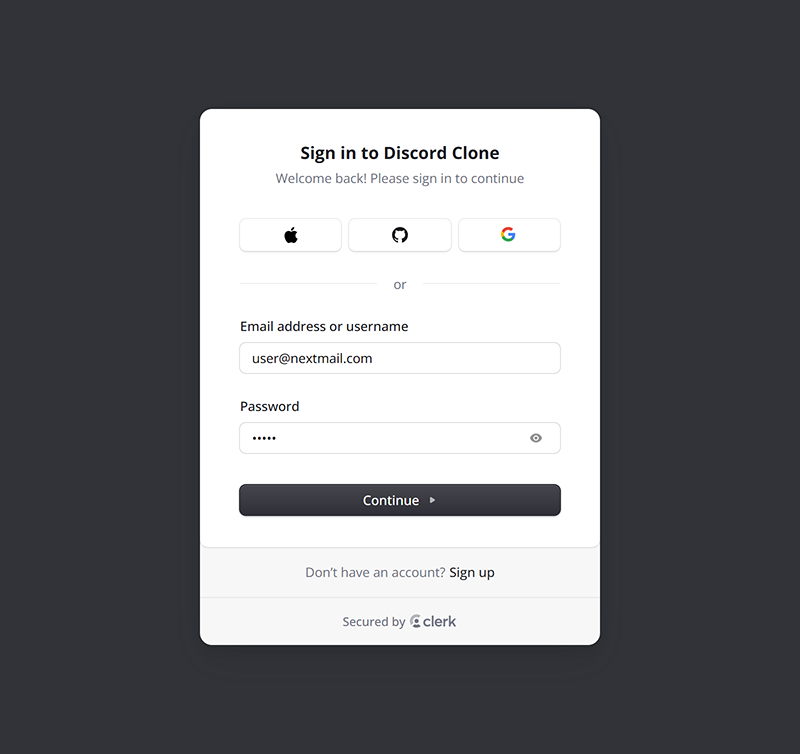 Sign in to Discord Clone
Welcome back! Please sign in to continue
or
Email address or username
user@nextmail.com
Password
•••••
Continue
Don’t have an account? Sign up
Secured by clerk